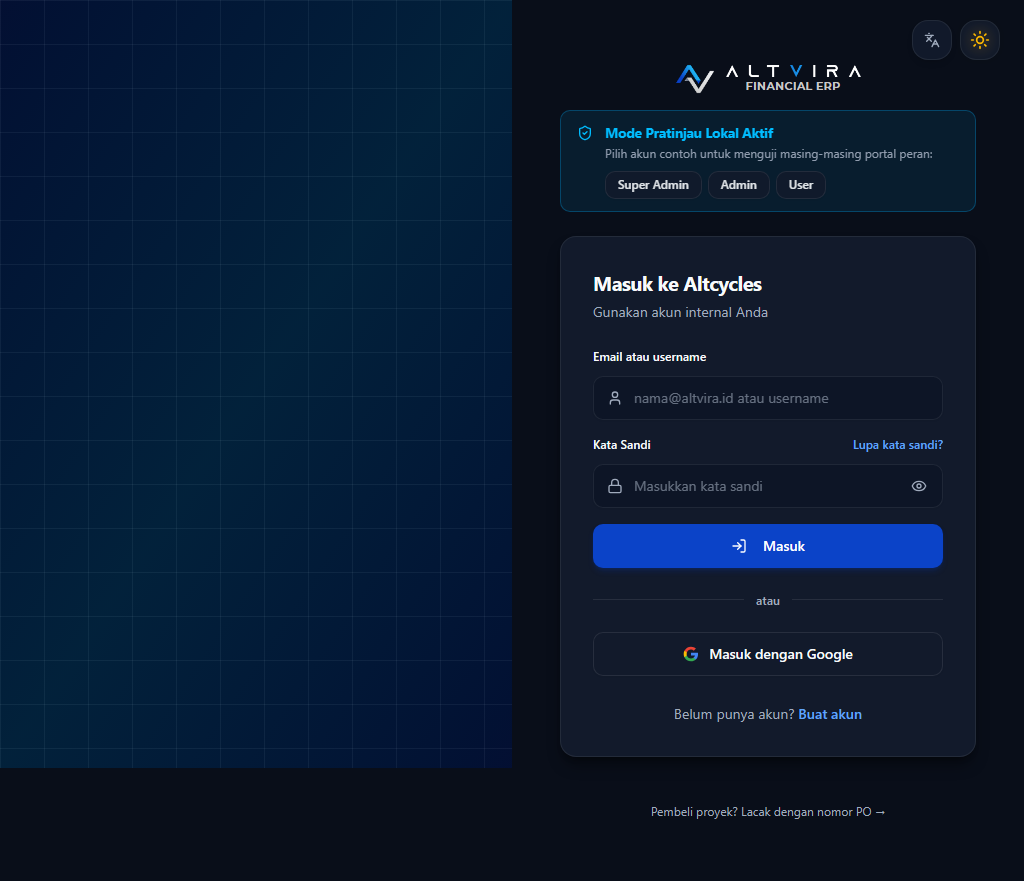 ALTVIRA
FINANCIAL ERP
Mode Pratinjau Lokal Aktif
Pilih akun contoh untuk menguji masing-masing portal peran:
Super Admin Admin User
Masuk ke Altcycles
Gunakan akun internal Anda
Email atau username
nama@altvira.id atau username
Kata Sandi Lupa kata sandi?
Masukkan kata sandi
Masuk
atau
Masuk dengan Google
Belum punya akun? Buat akun
Pembeli proyek? Lacak dengan nomor PO →